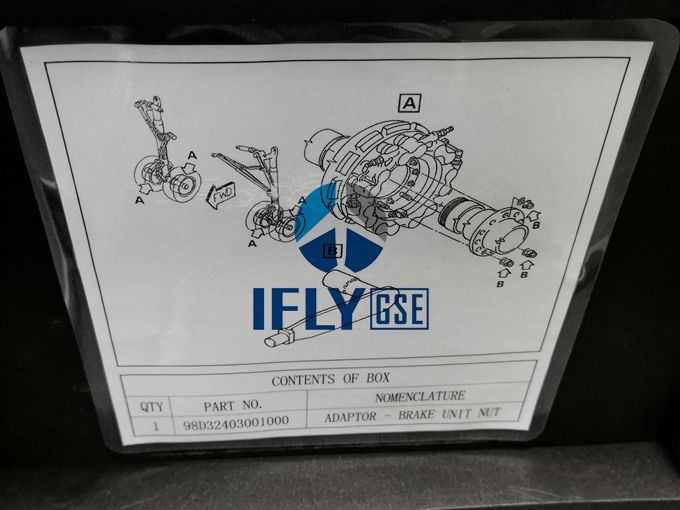 A
A
A
FWD
A
A
B
B
B
B
IFLY GSE
CONTENTS OF BOX
QTY PART NO. NOMENCLATURE
1 98D32403001000 ADAPTOR - BRAKE UNIT NUT